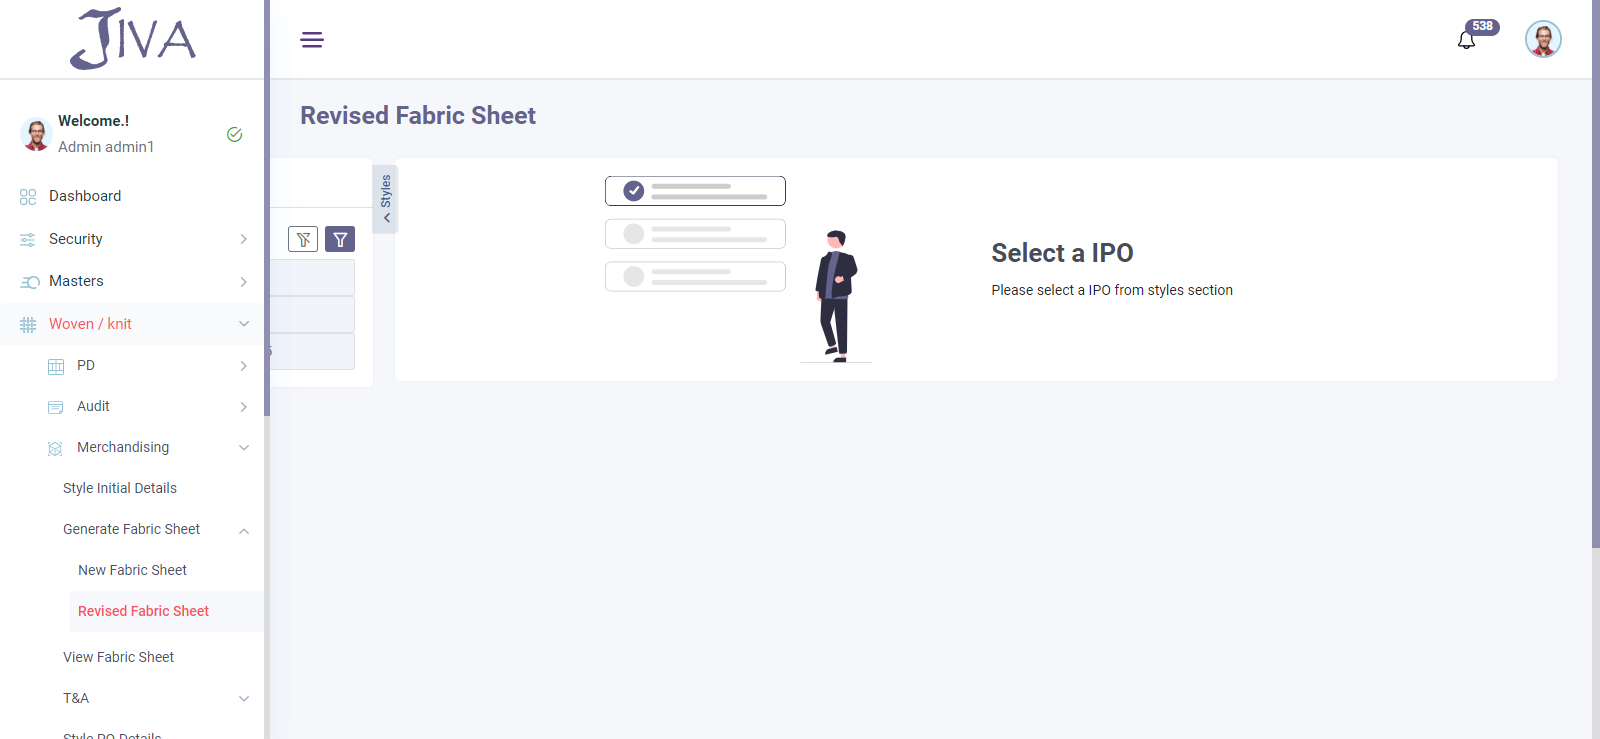 JIVA
538
Welcome.!
Admin admin1
Dashboard
Security
Masters
Woven / knit
PD
Audit
Merchandising
Style Initial Details
Generate Fabric Sheet
New Fabric Sheet
Revised Fabric Sheet
View Fabric Sheet
T&A
Style PO Details
Revised Fabric Sheet
Styles
Select a IPO
Please select a IPO from styles section